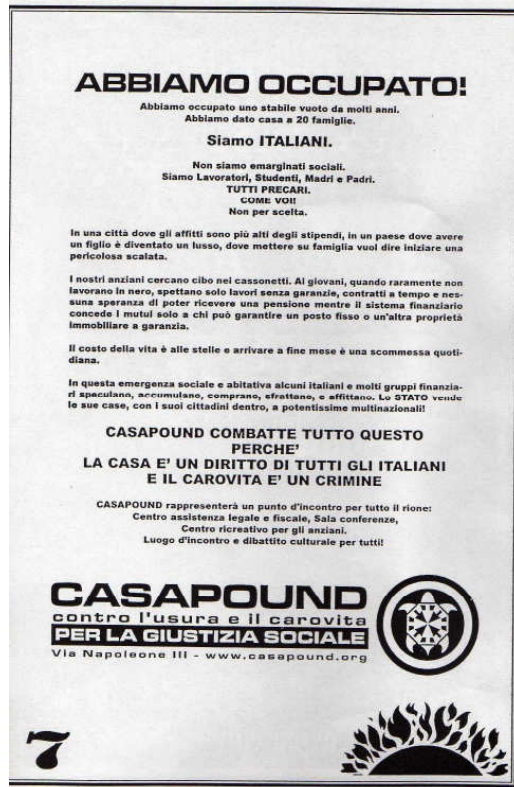 ABBIAMO OCCUPATO!
Abbiamo occupato uno stabile vuoto da molti anni.
Abbiamo dato casa a 20 famiglie.
Siamo ITALIANI.
Non siamo emarginati sociali.
Siamo Lavoratori, Studenti, Madri e Padri.
TUTTI PRECARI.
COME VOI!
Non per scelta.
In una città dove gli affitti sono più alti degli stipendi, in un paese dove avere
un figlio è diventato un lusso, dove mettere su famiglia vuol dire iniziare una
pericolosa scalata.
I nostri anziani cercano cibo nei cassonetti. Ai giovani, quando raramente non
lavorano in nero, spettano solo lavori senza garanzie, contratti a tempo e nes-
suna speranza di poter ricevere una pensione mentre il sistema finanziario
concede i mutui solo a chi può garantire un posto fisso o un'altra proprietà
immobiliare a garanzia.
Il costo della vita è alle stelle e arrivare a fine mese è una scommessa quoti-
diana.
In questa emergenza sociale e abitativa alcuni italiani e molti gruppi finanzia-
ri speculano, accumulano, comprano, sfrattano, e affittano. Lo STATO vende
le sue case, con i suoi cittadini dentro, a potentissime multinazionali!
CASAPOUND COMBATTE TUTTO QUESTO
PERCHE'
LA CASA E' UN DIRITTO DI TUTTI GLI ITALIANI
E IL CAROVITA E' UN CRIMINE
CASAPOUND rappresenterà un punto d'incontro per tutto il rione:
Centro assistenza legale e fiscale, Sala conferenze,
Centro ricreativo per gli anziani.
Luogo d'incontro e dibattito culturale per tutti!
CASAPOUND
contro l'usura e il carovita
PER LA GIUSTIZIA SOCIALE
Via Napoleone III - www.casapound.org
7